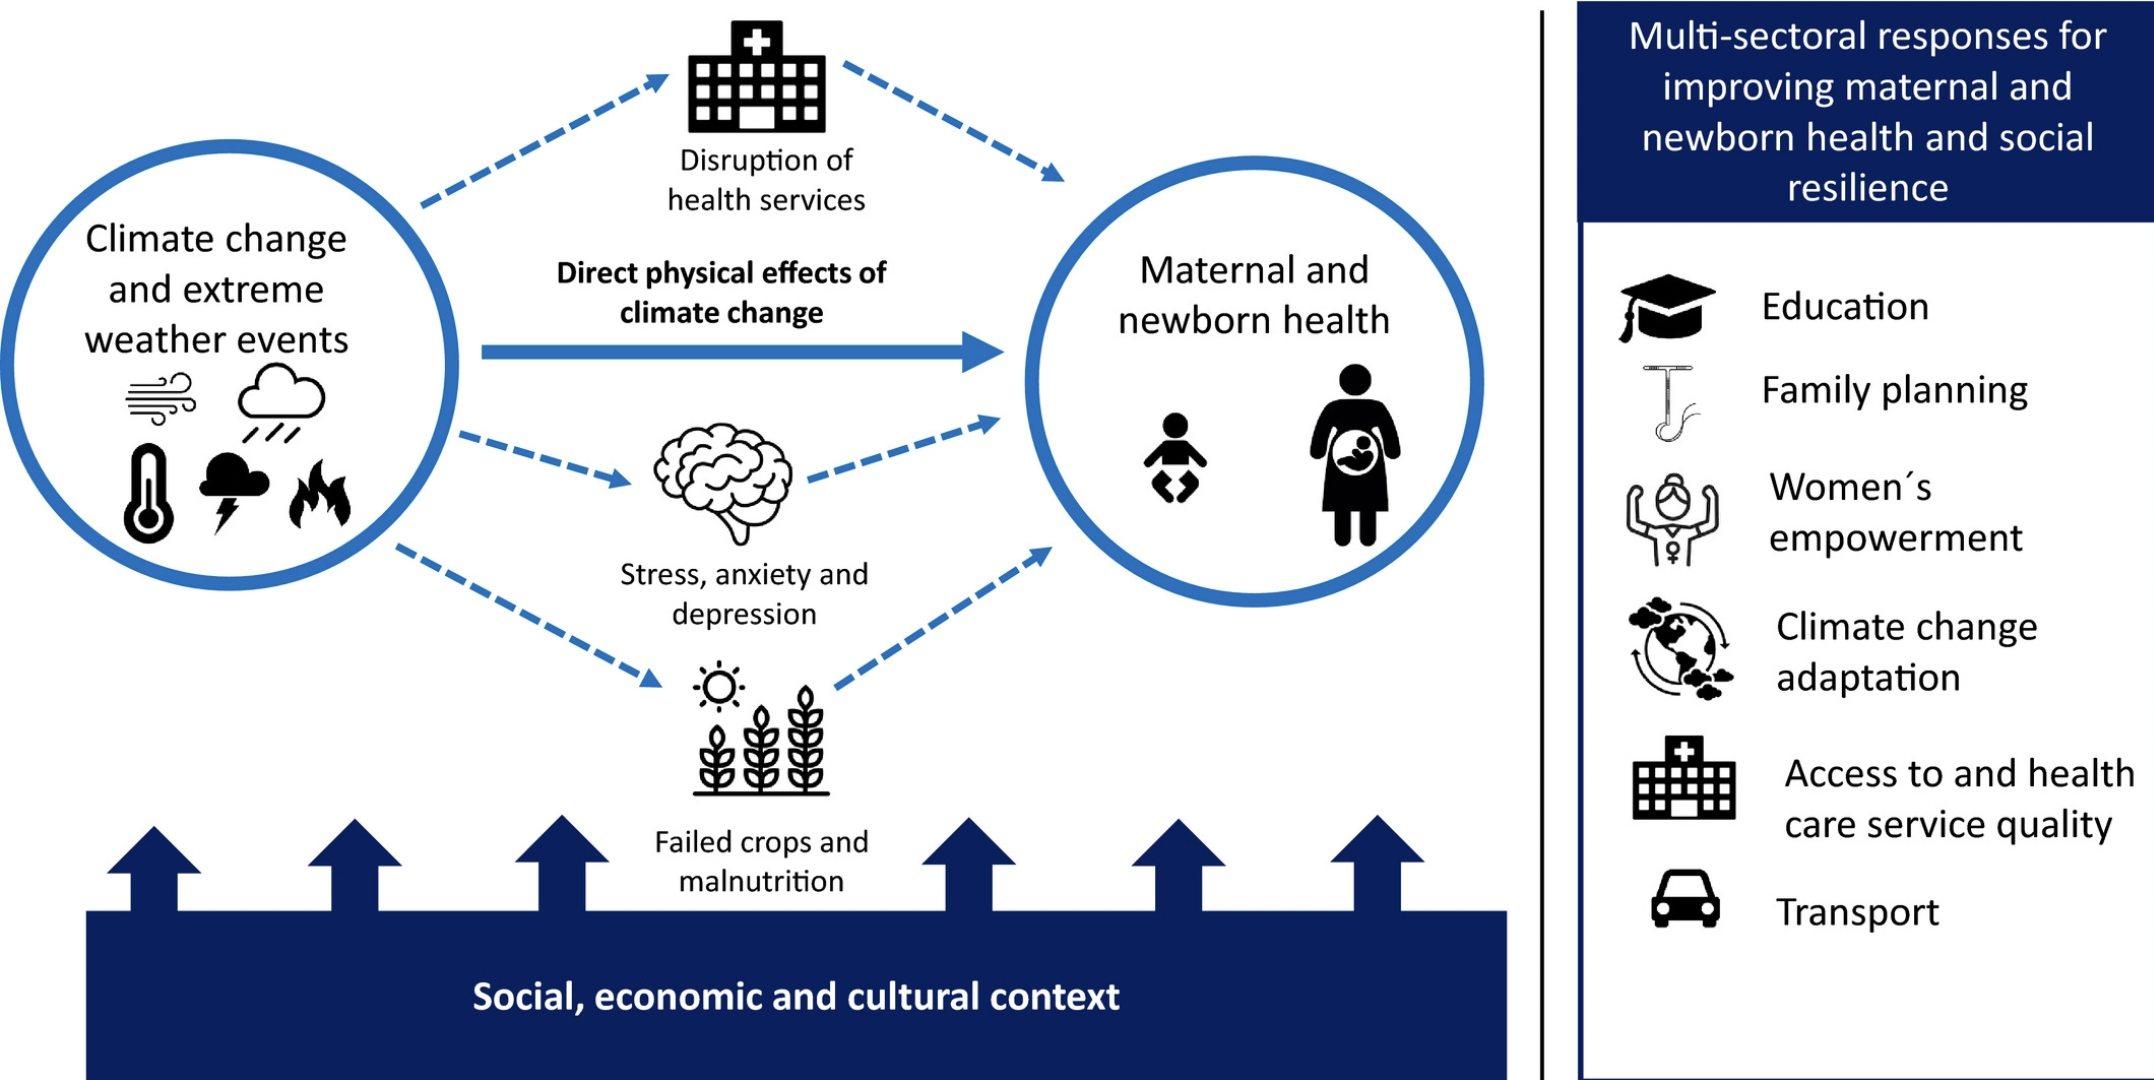 Disruption of
health services
Climate change
and extreme
weather events
Direct physical effects of
climate change
Maternal and
newborn health
Stress, anxiety and
depression
Failed crops and
malnutrition
Social, economic and cultural context
Multi-sectoral responses for
improving maternal and
newborn health and social
resilience
Education
Family planning
Women´s
empowerment
Climate change
adaptation
Access to and health
care service quality
Transport